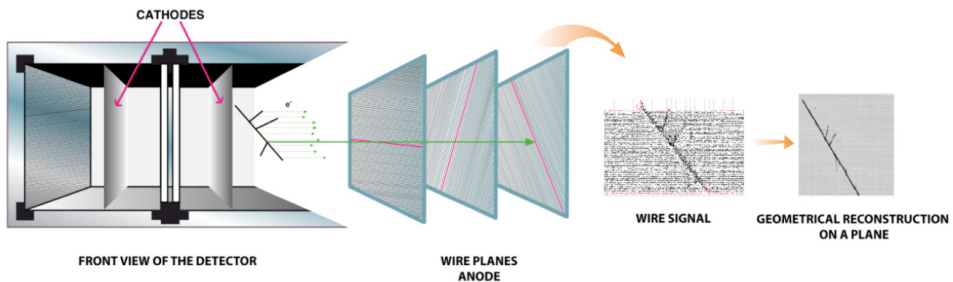 CATHODES
e-
FRONT VIEW OF THE DETECTOR
WIRE PLANES
ANODE
WIRE SIGNAL
GEOMETRICAL RECONSTRUCTION
ON A PLANE